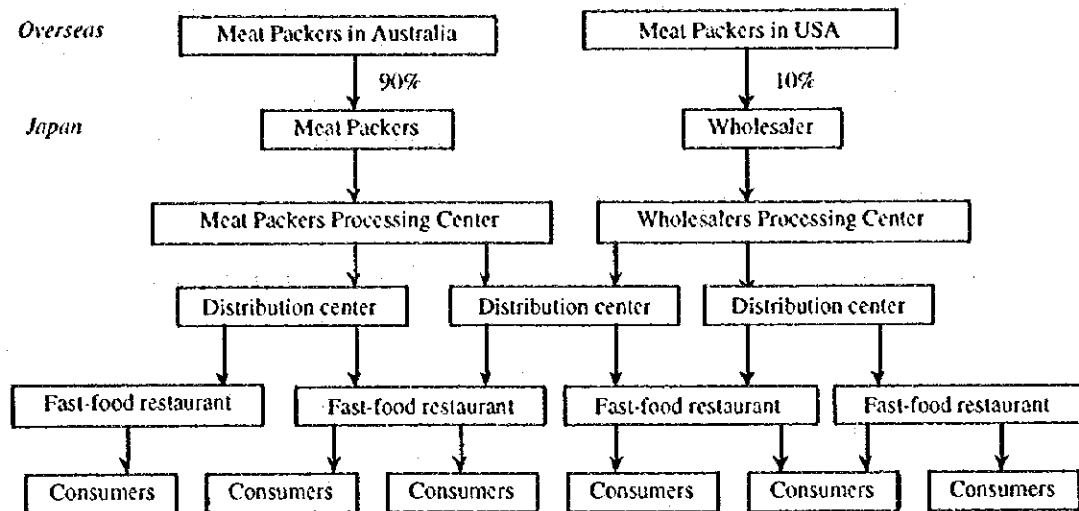 Overseas
Meat Packers in Australia
Meat Packers in USA
90%
10%
Japan
Meat Packers
Wholesaler
Meat Packers Processing Center
Wholesalers Processing Center
Distribution center
Distribution center
Distribution center
Fast-food restaurant
Fast-food restaurant
Fast-food restaurant
Fast-food restaurant
Consumers
Consumers
Consumers
Consumers
Consumers
Consumers